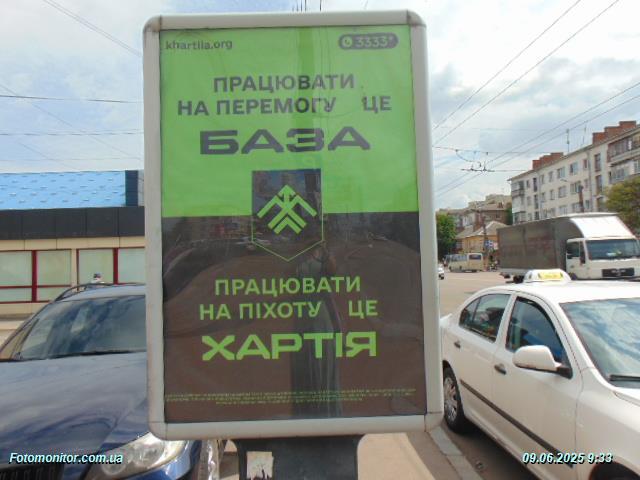 khartiia.org
3333*
ПРАЦЮВАТИ
НА ПЕРЕМОГУ ЦЕ
БАЗА
ПРАЦЮВАТИ
НА ПІХОТУ ЦЕ
ХАРТІЯ
Fotomonitor.com.ua
09.06.2025 9:33